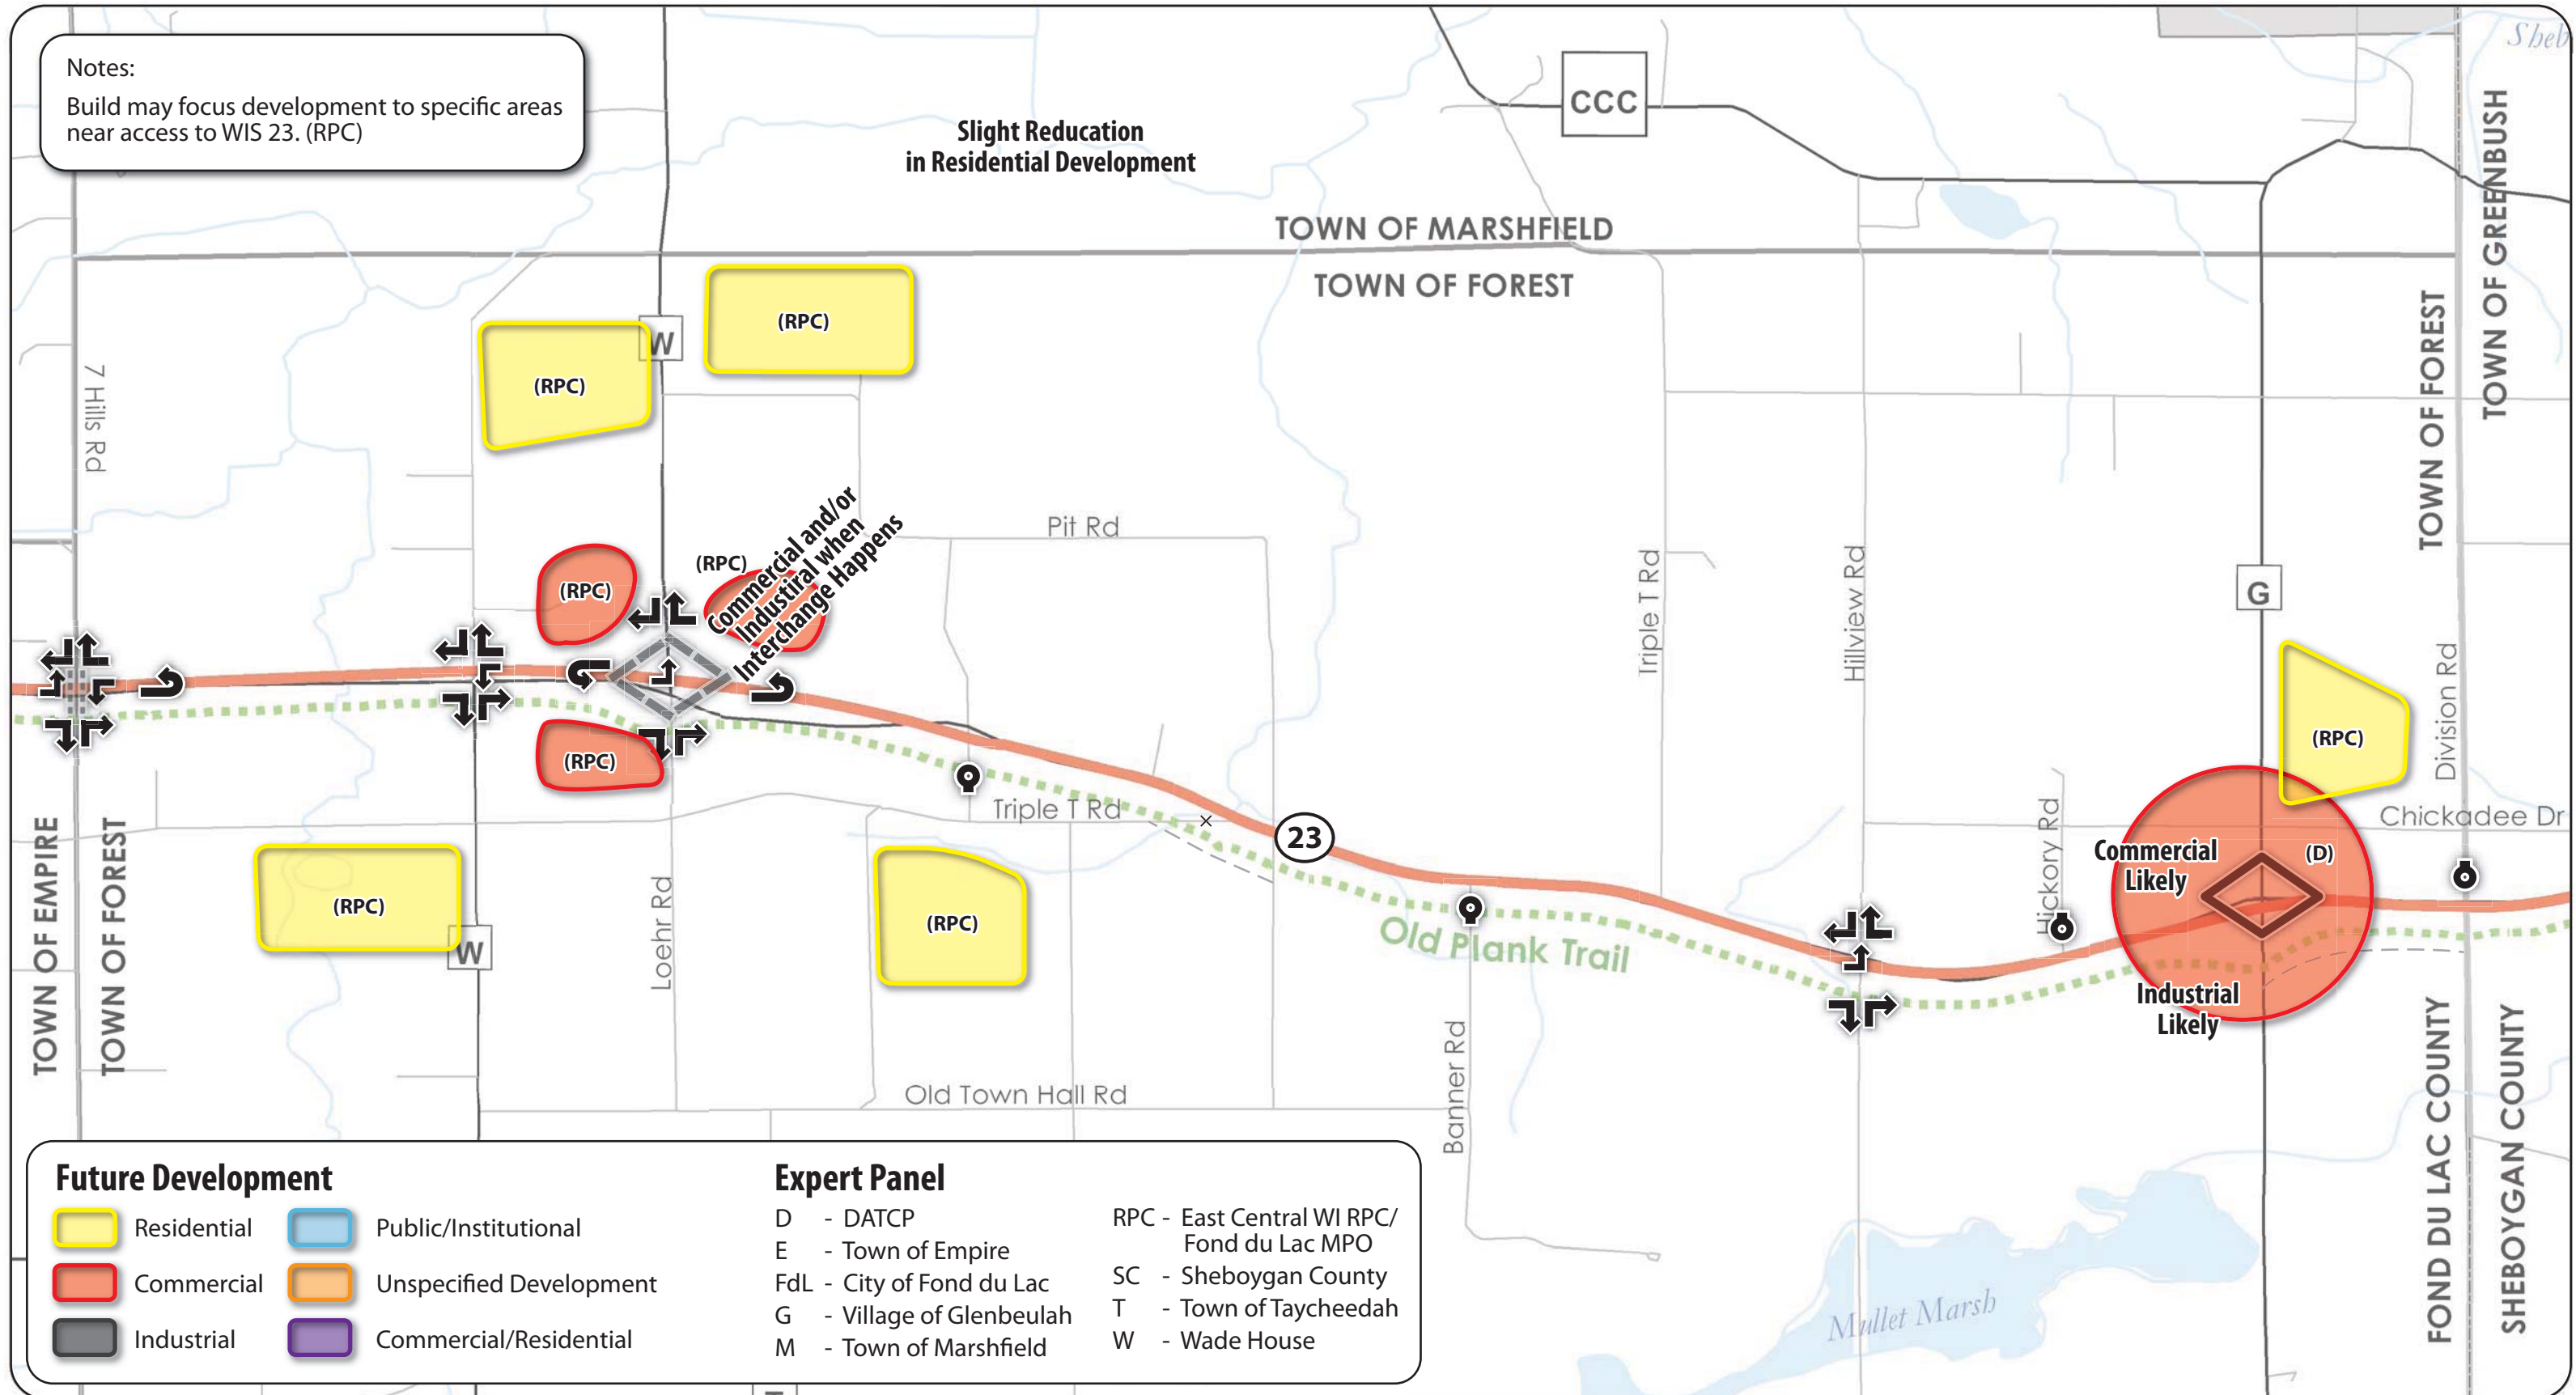 Notes:
Build may focus development to specific areas
near access to WIS 23. (RPC)
Slight Reducation
in Residential Development
CCC
Sheb
TOWN OF MARSHFIELD
TOWN OF FOREST
TOWN OF GREENBUSH
TOWN OF FOREST
7 Hills Rd
(RPC)
W
(RPC)
Pit Rd
(RPC)
(RPC)
Commercial and/or
Industiral when
Interchange Happens
Triple T Rd
Hillview Rd
G
(RPC)
Division Rd
(RPC)
Triple T Rd
23
Hickory Rd
Chickadee Dr
Commercial
Likely
(D)
Industrial
Likely
TOWN OF EMPIRE
TOWN OF FOREST
(RPC)
W
Loehr Rd
(RPC)
Old Plank Trail
Banner Rd
Old Town Hall Rd
FOND DU LAC COUNTY
SHEBOYGAN COUNTY
Mullet Marsh
Future Development
Residential
Commercial
Industrial
Public/Institutional
Unspecified Development
Commercial/Residential
Expert Panel
D - DATCP
E - Town of Empire
FdL - City of Fond du Lac
G - Village of Glenbeulah
M - Town of Marshfield
RPC - East Central WI RPC/
Fond du Lac MPO
SC - Sheboygan County
T - Town of Taycheedah
W - Wade House